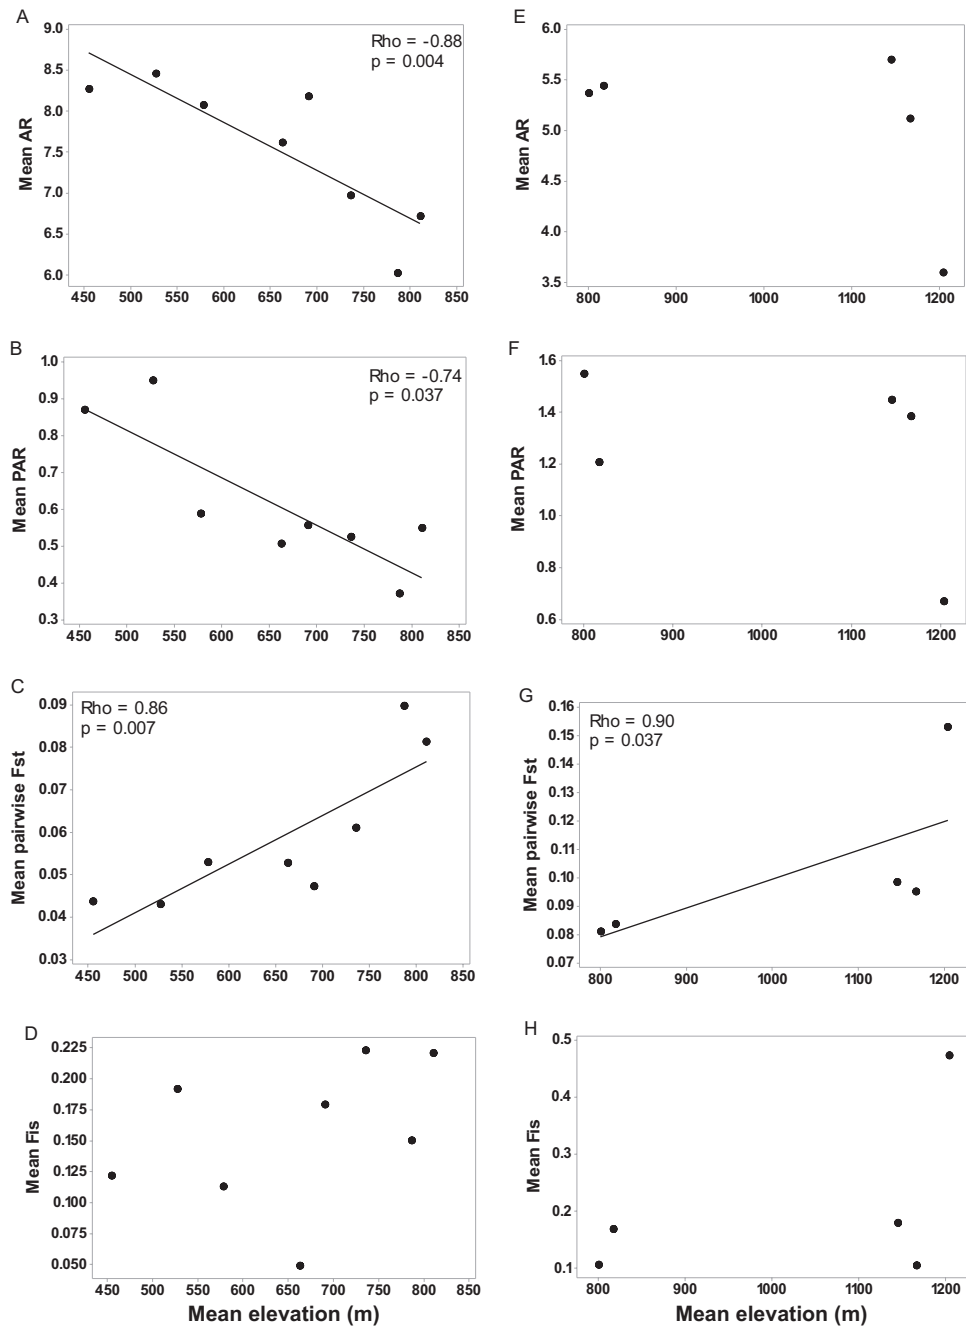 A
9.0
8.5
8.0
7.5
7.0
6.5
6.0
Mean AR
Rho = -0.88
p = 0.004
450 500 550 600 650 700 750 800 850
E
6.0
5.5
5.0
4.5
4.0
3.5
Mean AR
800 900 1000 1100 1200
B
1.0
0.9
0.8
0.7
0.6
0.5
0.4
0.3
Mean PAR
Rho = -0.74
p = 0.037
450 500 550 600 650 700 750 800 850
F
1.6
1.4
1.2
1.0
0.8
0.6
Mean PAR
800 900 1000 1100 1200
C
0.09
0.08
0.07
0.06
0.05
0.04
0.03
Mean pairwise Fst
Rho = 0.86
p = 0.007
450 500 550 600 650 700 750 800 850
G
0.16
0.15
0.14
0.13
0.12
0.11
0.10
0.09
0.08
0.07
Mean pairwise Fst
Rho = 0.90
p = 0.037
800 900 1000 1100 1200
D
0.225
0.200
0.175
0.150
0.125
0.100
0.075
0.050
Mean Fis
450 500 550 600 650 700 750 800 850
Mean elevation (m)
H
0.5
0.4
0.3
0.2
0.1
Mean Fis
800 900 1000 1100 1200
Mean elevation (m)